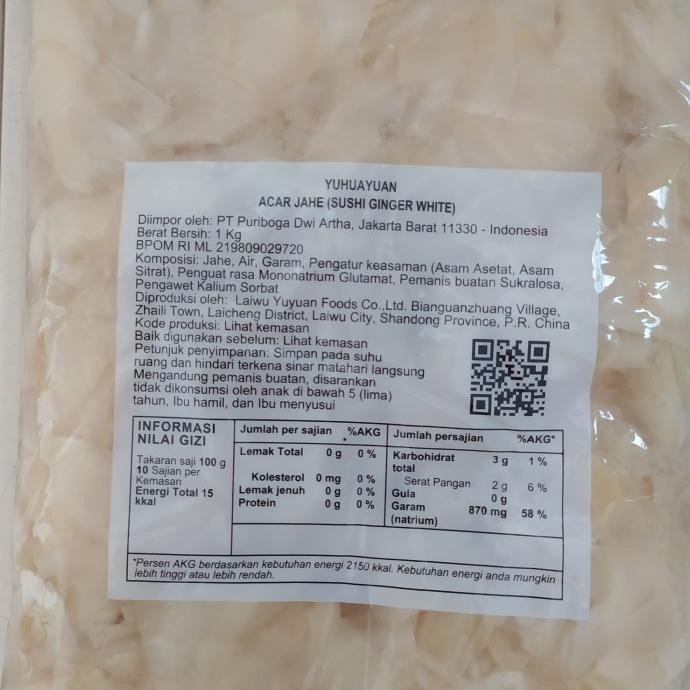 YUHUAYUAN
ACAR JAHE (SUSHI GINGER WHITE)
Diimpor oleh: PT Puriboga Dwi Artha, Jakarta Barat 11330 - Indonesia
Berat Bersih: 1 Kg
BPOM RI ML 219809029720
Komposisi: Jahe, Air, Garam, Pengatur keasaman (Asam Asetat, Asam
Sitrat), Penguat rasa Mononatrium Glutamat, Pemanis buatan Sukralosa,
Pengawet Kalium Sorbat
Diproduksi oleh: Laiwu Yuyuan Foods Co.,Ltd. Bianguanzhuang Village,
Zhaili Town, Laicheng District, Laiwu City, Shandong Province, P.R. China
Kode produksi: Lihat kemasan
Baik digunakan sebelum: Lihat kemasan
Petunjuk penyimpanan: Simpan pada suhu
ruang dan hindari terkena sinar matahari langsung
Mengandung pemanis buatan, disarankan
tidak dikonsumsi oleh anak di bawah 5 (lima)
tahun, Ibu hamil, dan Ibu menyusui
INFORMASI
NILAI GIZI
Takaran saji 100 g
10 Sajian per
Kemasan
Energi Total 15
kkal
Jumlah per sajian %AKG
*
Lemak Total 0 g 0 %
Kolesterol 0 mg 0 %
Lemak jenuh 0 g 0 %
Protein 0 g 0 %
Jumlah persajian %AKG*
Karbohidrat 3 g 1 %
total
Serat Pangan 2 g 6 %
Gula 0 g
Garam 870 mg 58 %
(natrium)
*Persen AKG berdasarkan kebutuhan energi 2150 kkal. Kebutuhan energi anda mungkin
lebih tinggi atau lebih rendah.